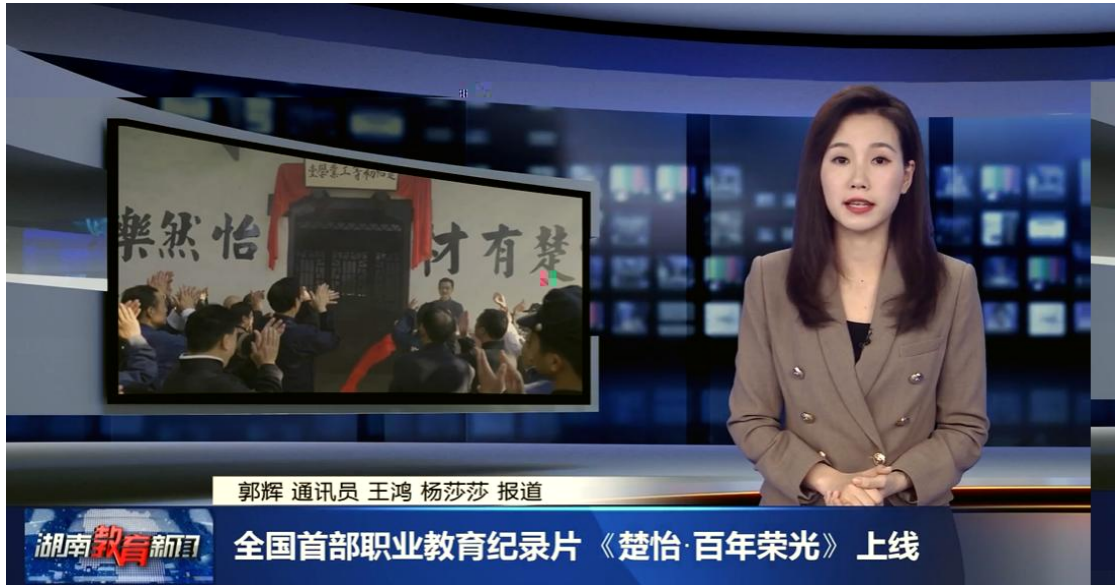 樂然怡
才有楚
郭辉 通讯员 王鸿 杨莎莎 报道
湖南教育新闻
全国首部职业教育纪录片《楚怡·百年荣光》上线